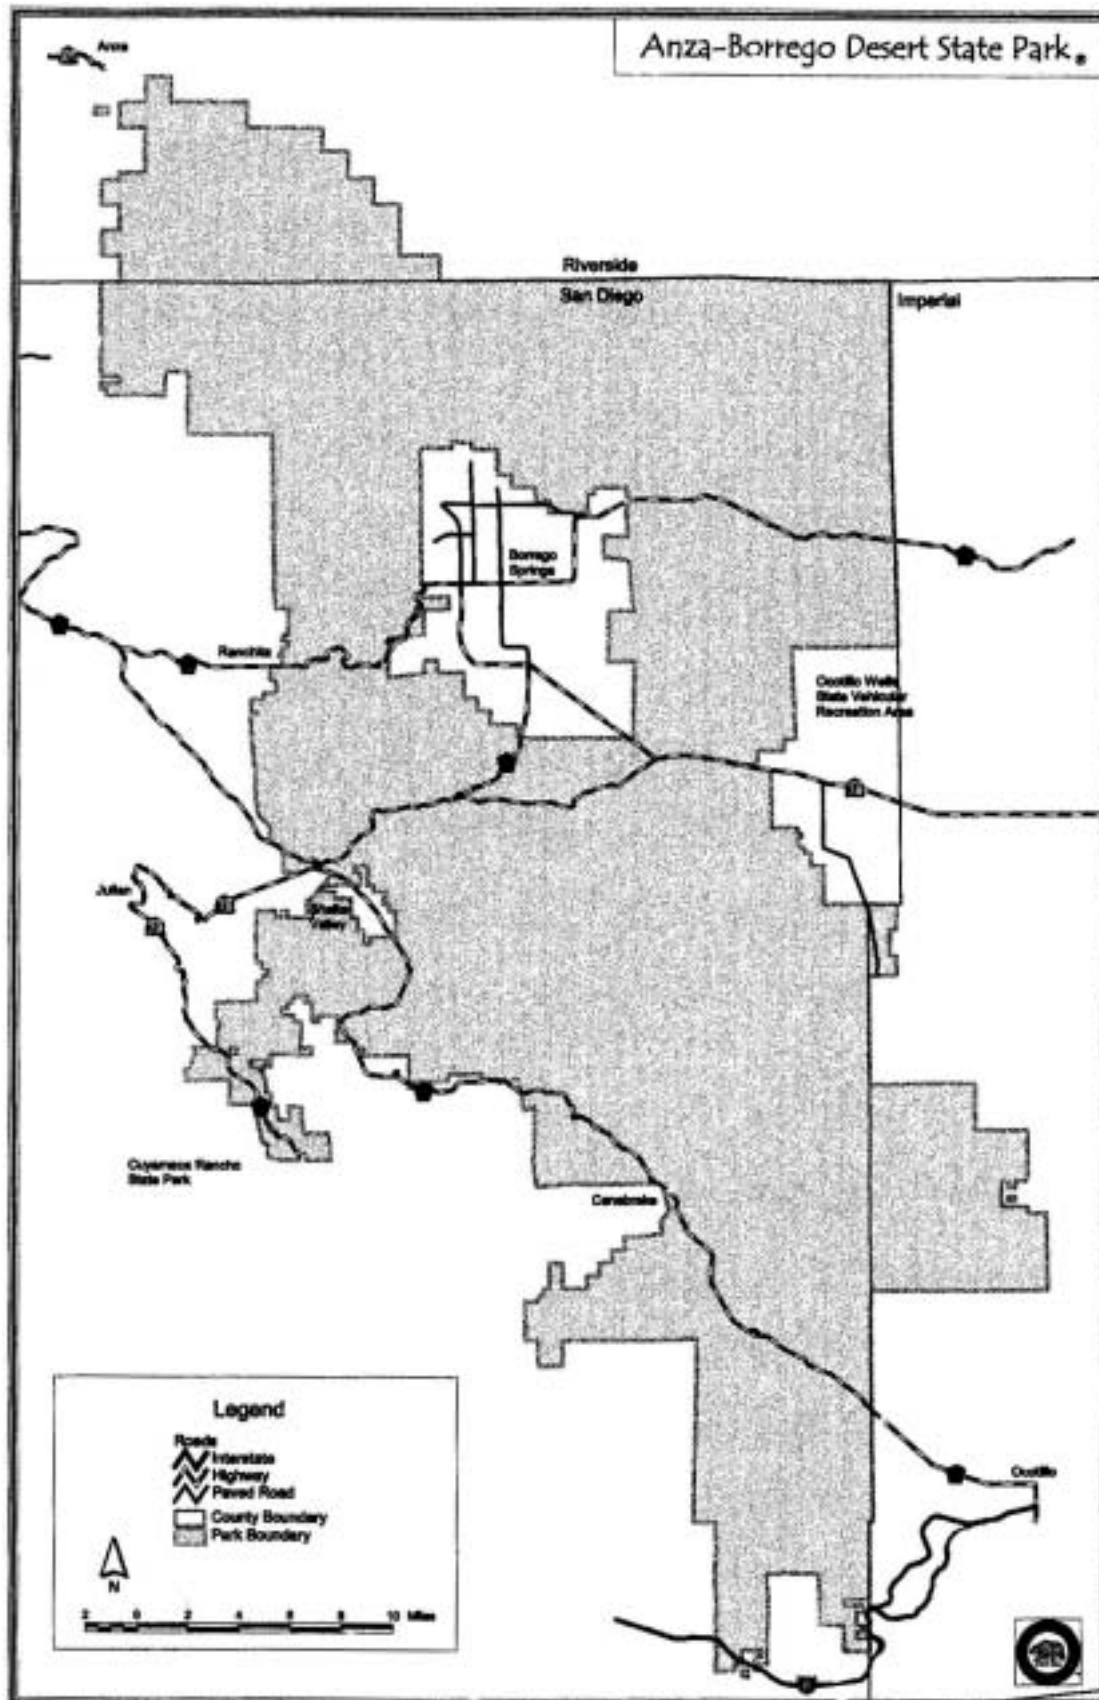 Anza-Borrego Desert State Park®
Anza
Riverside
San Diego
Imperial
Borrego
Springs
Ranchita
Ocotillo Wells
State Vehicular
Recreation Area
Julian
Shelter
Valley
Cuyamaca Rancho
State Park
Canebrake
Ocotillo
Legend
Roads
Interstate
Highway
Paved Road
County Boundary
Park Boundary
N
2 0 2 4 6 8 10 Miles